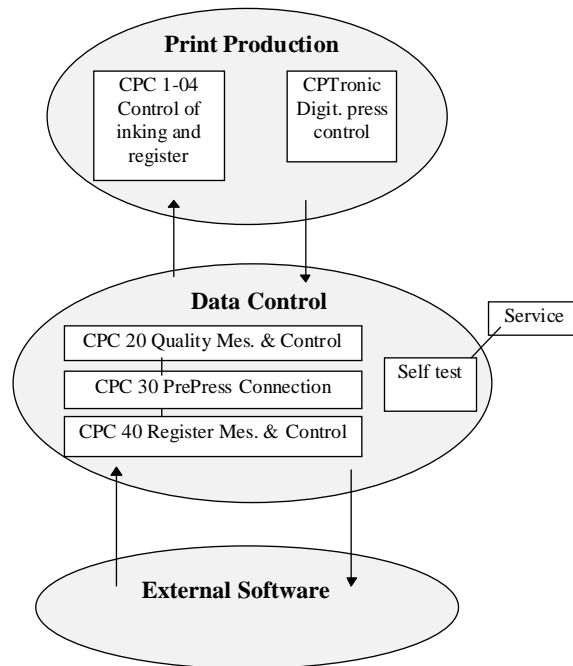 Print Production
CPC 1-04
Control of
inking and
register
CPTronic
Digit. press
control
Data Control
CPC 20 Quality Mes. & Control
CPC 30 PrePress Connection
CPC 40 Register Mes. & Control
Service
Self test
External Software